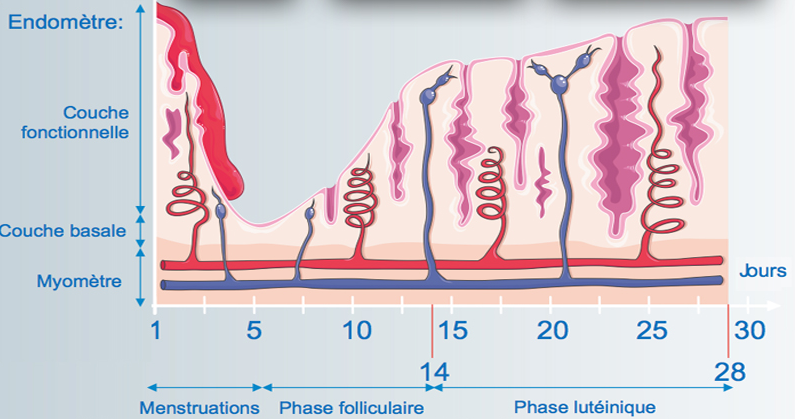 Endomètre:
Couche
fonctionnelle
Couche basale
Myomètre
Jours
1 5 10 15 20 25 30
14 28
Menstruations Phase folliculaire Phase lutéinique